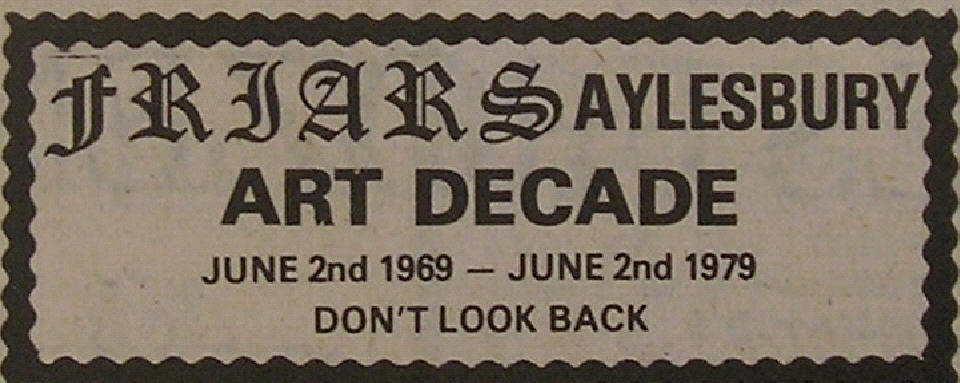 FRIARS AYLESBURY
ART DECADE
JUNE 2nd 1969 — JUNE 2nd 1979
DON'T LOOK BACK